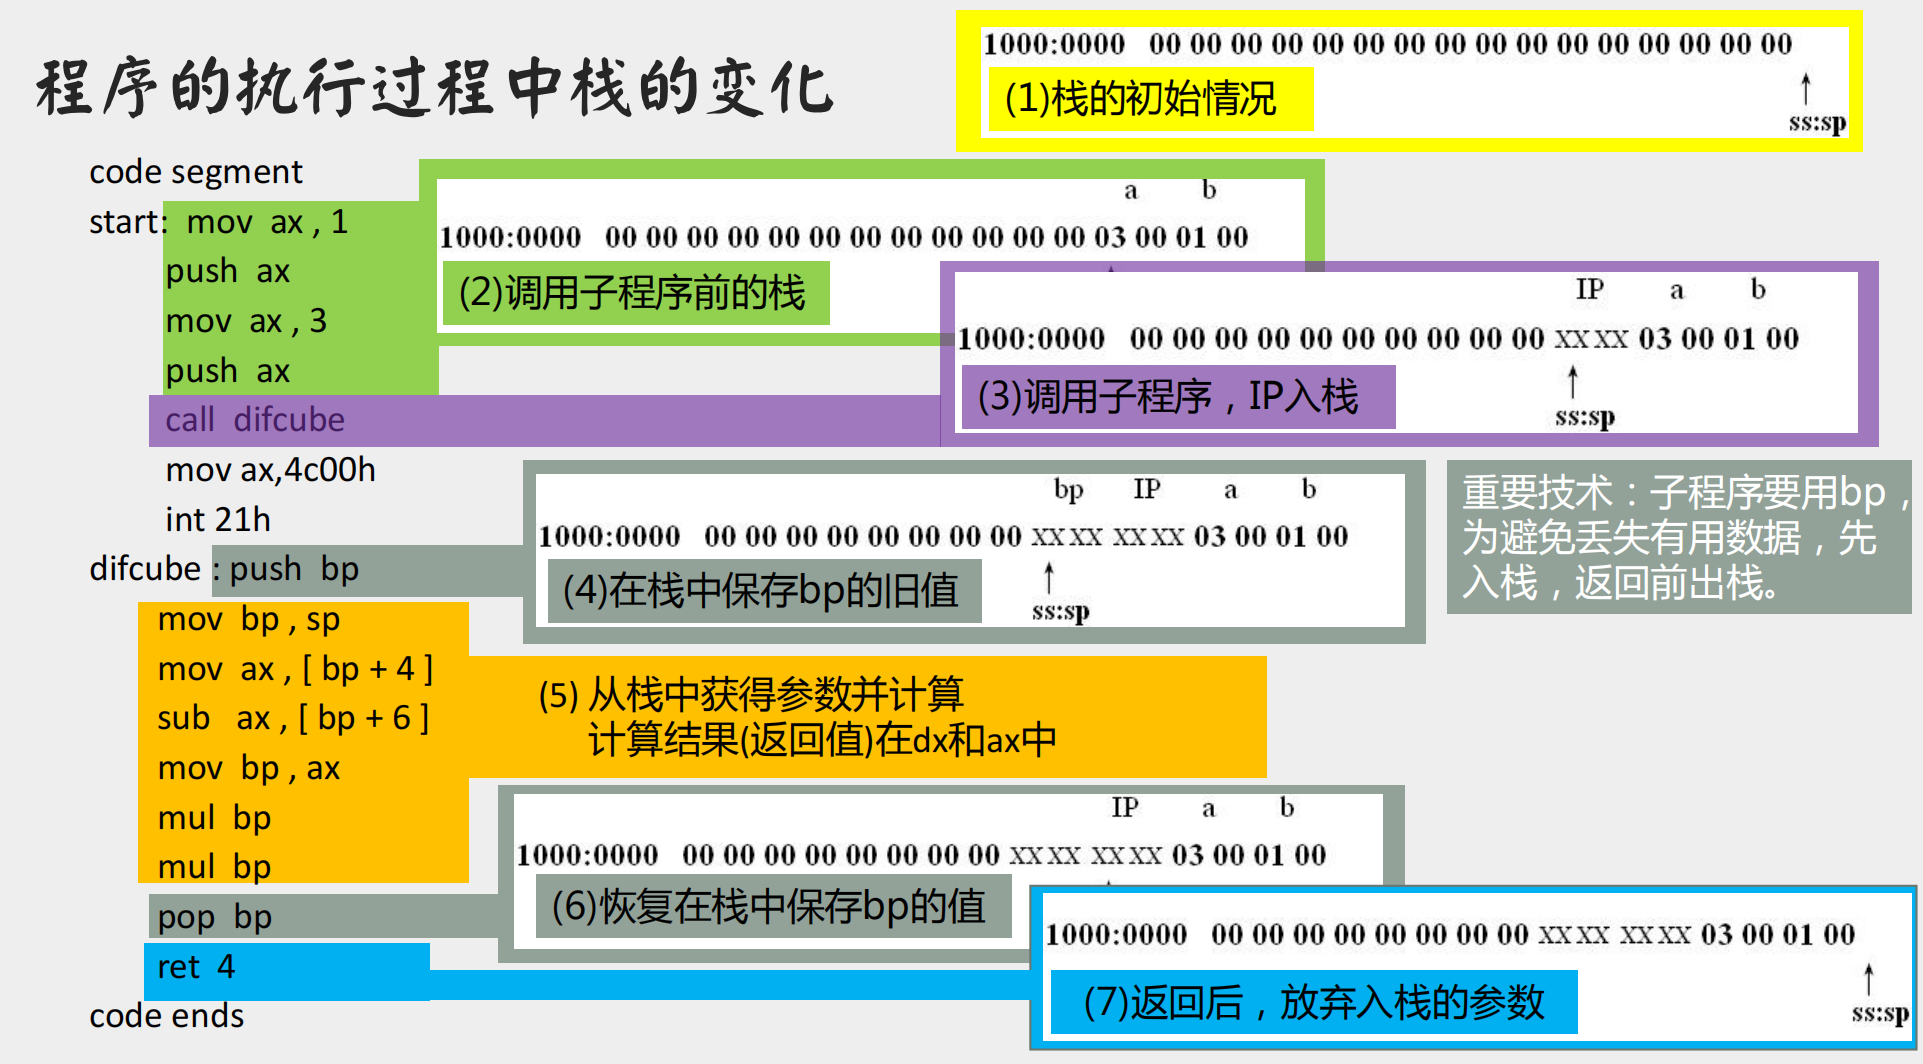 程序的执行过程中栈的变化
1000:0000 00 00 00 00 00 00 00 00 00 00 00 00 00 00 00 00
(1)栈的初始情况
ss:sp
code segment
start: mov ax , 1
push ax
mov ax , 3
push ax
call difcube
mov ax,4c00h
int 21h
difcube : push bp
mov bp , sp
mov ax , [ bp + 4 ]
sub ax , [ bp + 6 ]
mov bp , ax
mul bp
mul bp
pop bp
ret 4
code ends
a b
1000:0000 00 00 00 00 00 00 00 00 00 00 00 00 03 00 01 00
(2)调用子程序前的栈
IP a b
1000:0000 00 00 00 00 00 00 00 00 00 00 XX XX 03 00 01 00
(3)调用子程序，IP入栈
ss:sp
bp IP a b
1000:0000 00 00 00 00 00 00 00 00 XX XX XX XX 03 00 01 00
(4)在栈中保存bp的旧值
ss:sp
重要技术：子程序要用bp，
为避免丢失有用数据，先
入栈，返回前出栈。
(5) 从栈中获得参数并计算
计算结果(返回值)在dx和ax中
IP a b
1000:0000 00 00 00 00 00 00 00 00 XX XX XX XX 03 00 01 00
(6)恢复在栈中保存bp的值
1000:0000 00 00 00 00 00 00 00 00 XX XX XX XX 03 00 01 00
(7)返回后，放弃入栈的参数
ss:sp